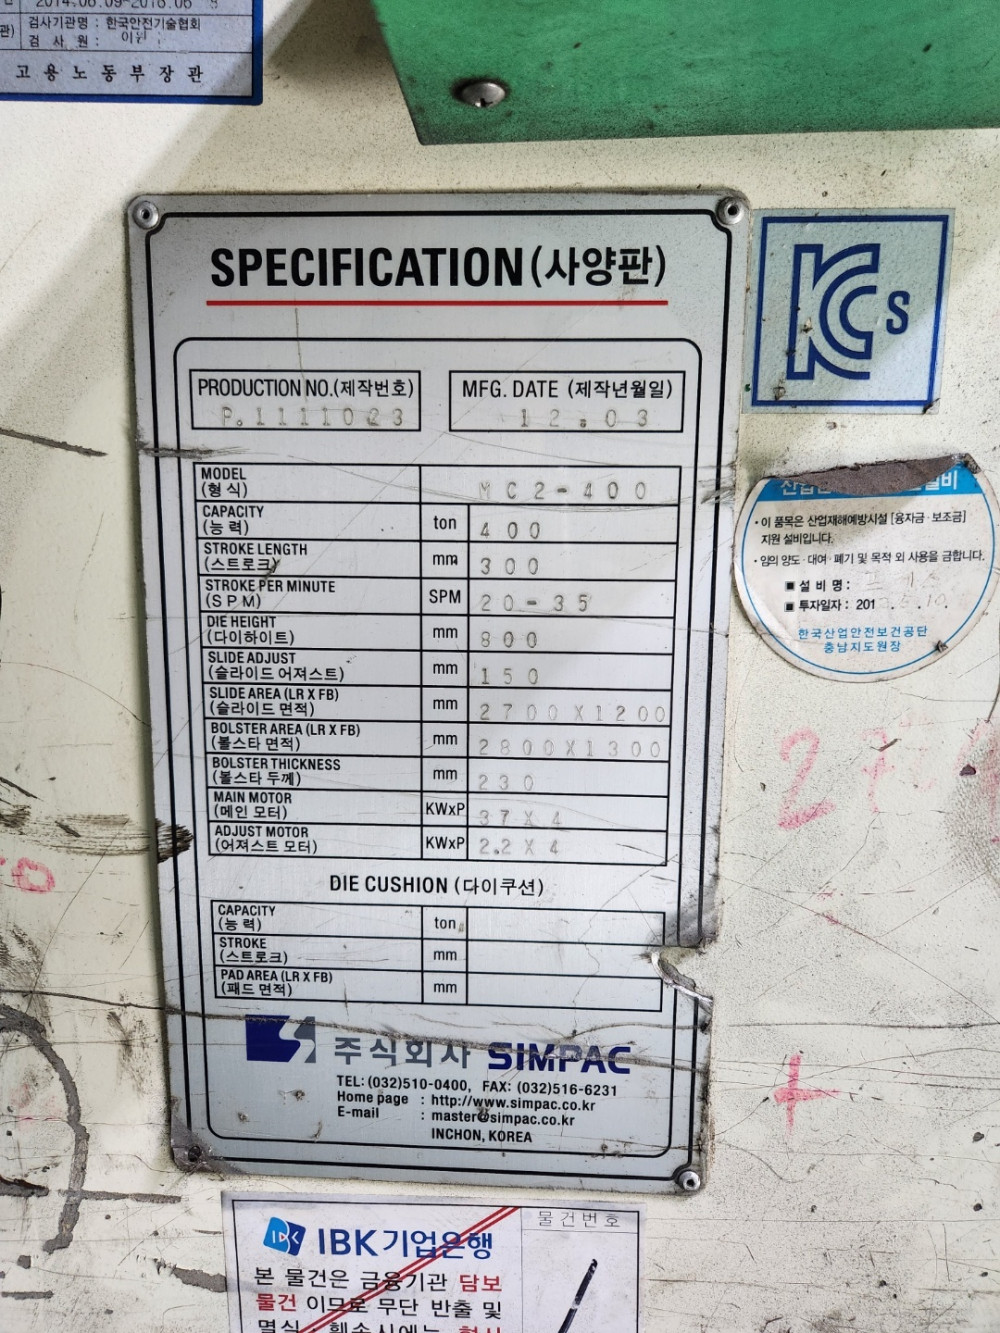 2014.06.09~2016.06
검사기관명 : 한국안전기술협회
검 사 원 :
고 용 노 동 부 장 관
SPECIFICATION(사양판)
PRODUCTION NO.(제작번호)
P.1111023
MFG. DATE (제작년월일)
12.03
MODEL
(형 식)
MC2-400
CAPACITY
(능 력)
ton
400
STROKE LENGTH
(스트로크)
mm
300
STROKE PER MINUTE
(S P M)
SPM
20-35
DIE HEIGHT
(다이하이트)
mm
800
SLIDE ADJUST
(슬라이드 어져스트)
mm
150
SLIDE AREA (LR X FB)
(슬라이드 면적)
mm
2700X1200
BOLSTER AREA (LR X FB)
(볼스타 면적)
mm
2800X1300
BOLSTER THICKNESS
(볼스타 두께)
mm
230
MAIN MOTOR
(메인 모터)
KWxP
37X4
ADJUST MOTOR
(어져스트 모터)
KWxP
2.2X4
DIE CUSHION (다이쿠션)
CAPACITY
(능 력)
ton
STROKE
(스트로크)
mm
PAD AREA (LR X FB)
(패드 면적)
mm
주식회사 SIMPAC
TEL: (032)510-0400, FAX: (032)516-6231
Home page : http://www.simpac.co.kr
E-mail : master@simpac.co.kr
INCHON, KOREA
KCs
• 이 품목은 산업재해예방시설 [융자금·보조금]
지원 설비입니다.
• 임의 양도·대여·폐기 및 목적 외 사용을 금합니다.
■ 설 비 명 : 프레스
■ 투자일자 : 201
한국산업안전보건공단
충남지도원장
IBK기업은행
물건번호
본 물건은 금융기관 담보
물건 이므로 무단 반출 및